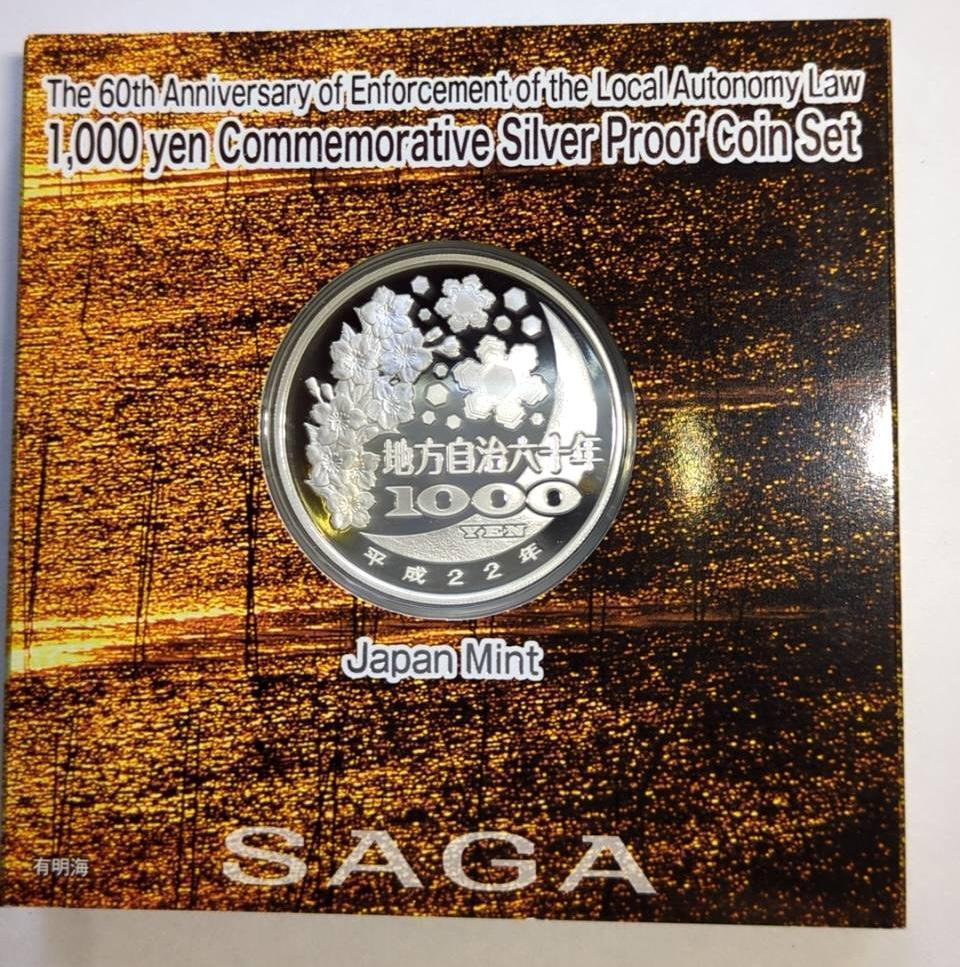 The 60th Anniversary of Enforcement of the Local Autonomy Law
1,000 yen Commemorative Silver Proof Coin Set
地方自治六十年
1000
YEN
平成22年
Japan Mint
SAGA
有明海